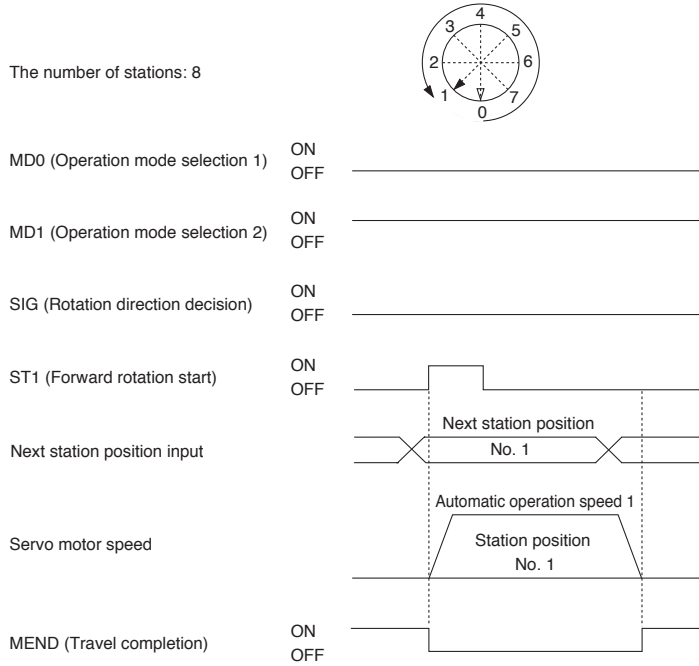 The number of stations: 8
4
3 5
2 6
1 7
0
MD0 (Operation mode selection 1) ON
OFF
MD1 (Operation mode selection 2) ON
OFF
SIG (Rotation direction decision) ON
OFF
ST1 (Forward rotation start) ON
OFF
Next station position input
Next station position
No. 1
Servo motor speed
Automatic operation speed 1
Station position
No. 1
MEND (Travel completion) ON
OFF